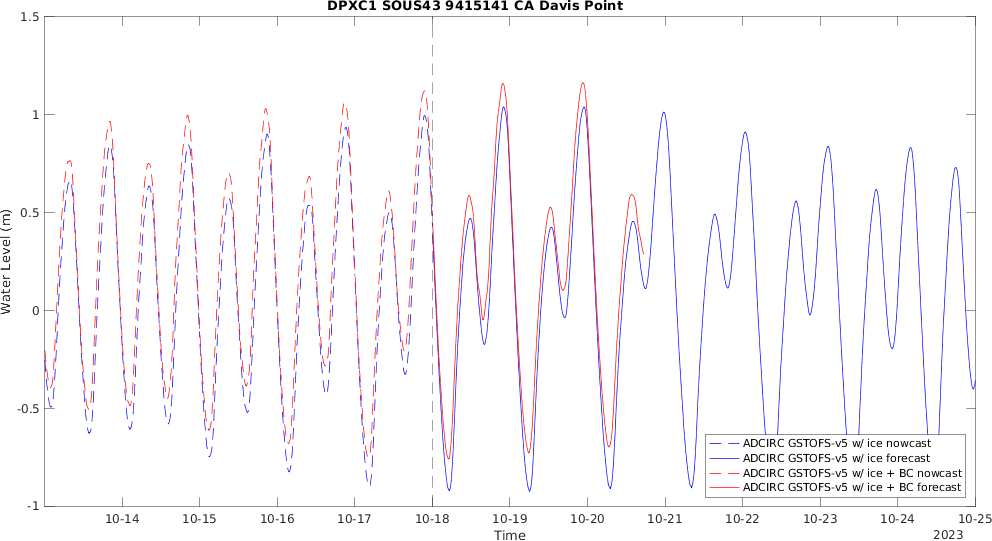 DPXC1 SOUS43 9415141 CA Davis Point
Water Level (m)
1.5
1
0.5
0
-0.5
-1
10-14 10-15 10-16 10-17 10-18 10-19 10-20 10-21 10-22 10-23 10-24 10-25
Time
2023
ADCIRC GSTOFS-v5 w/ ice nowcast
ADCIRC GSTOFS-v5 w/ ice forecast
ADCIRC GSTOFS-v5 w/ ice + BC nowcast
ADCIRC GSTOFS-v5 w/ ice + BC forecast